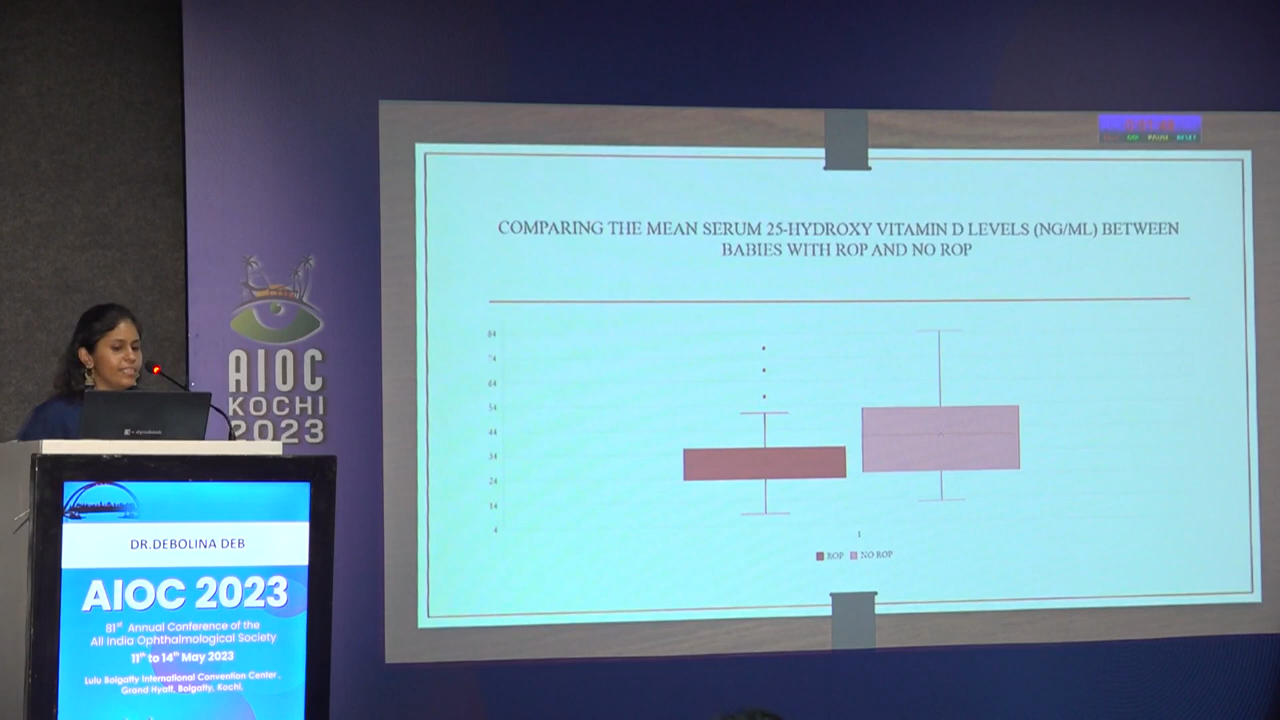 COMPARING THE MEAN SERUM 25-HYDROXY VITAMIN D LEVELS (NG/ML) BETWEEN
BABIES WITH ROP AND NO ROP
84
74
64
54
44
34
24
14
4
1
ROP NO ROP
GO! PAUSE RESET
AIOC
KOCHI
2023
DR.DEBOLINA DEB
AIOC 2023
81st Annual Conference of the
All India Ophthalmological Society
11th to 14th May 2023
Lulu Bolgatty International Convention Center,
Grand Hyatt, Bolgatty, Kochi,